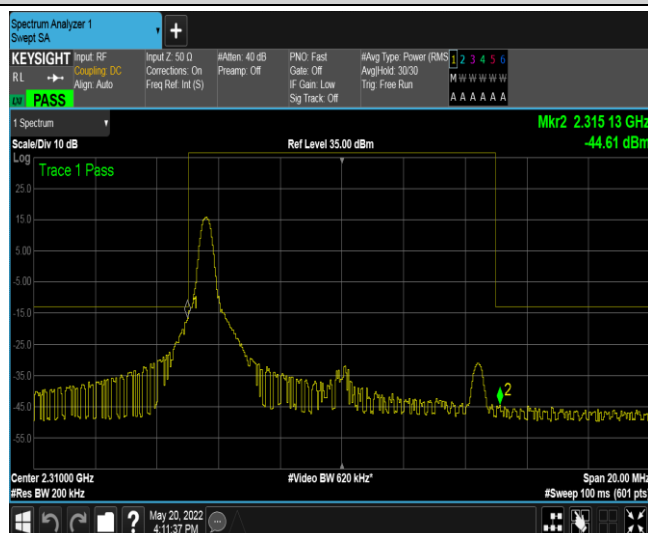 Spectrum Analyzer 1
Swept SA
KEYSIGHT
RL
PASS
Input: RF
Coupling: DC
Align: Auto
Input Z: 50 Ω
Corrections: On
Freq Ref: Int (S)
#Atten: 40 dB
Preamp: Off
PNO: Fast
Gate: Off
IF Gain: Low
Sig Track: Off
#Avg Type: Power (RMS
Avg|Hold: 30/30
Trig: Free Run
1 2 3 4 5 6
M W W W W W
A A A A A A
1 Spectrum
Mkr2 2.315 13 GHz
Scale/Div 10 dB
Ref Level 35.00 dBm
-44.61 dBm
Log
Trace 1 Pass
25.0
15.0
5.00
-5.00
-15.0
-25.0
-35.0
-45.0
-55.0
2
Center 2.31000 GHz
#Video BW 620 kHz*
Span 20.00 MHz
#Res BW 200 kHz
#Sweep 100 ms (601 pts)
?
May 20, 2022
4:11:37 PM